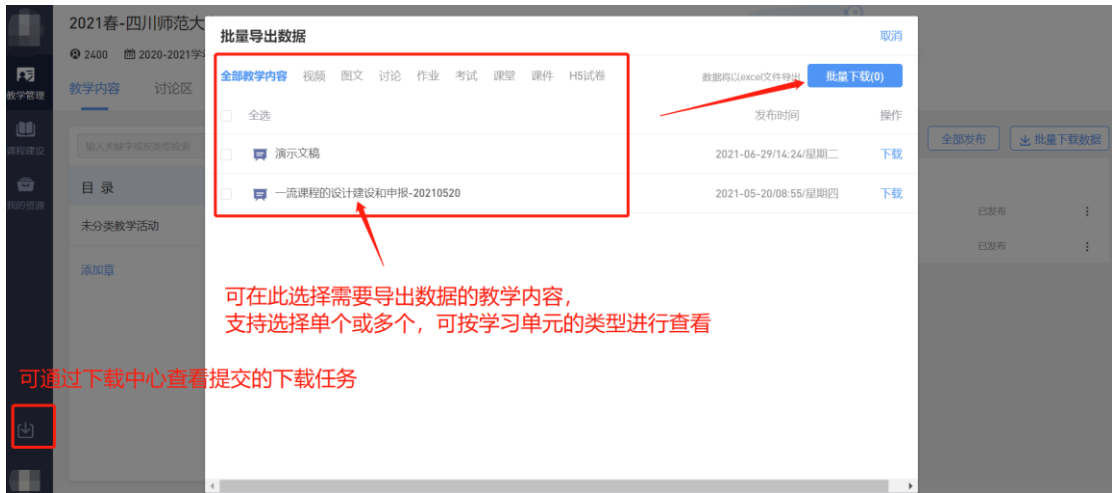 2021春-四川师范大
2400 2020-2021学
教学管理
课程建设
我的资源
教学内容 讨论区
输入关键字或按类型检索
目 录
未分类教学活动
添加章
批量导出数据 取消
全部教学内容 视频 图文 讨论 作业 考试 课堂 课件 H5试卷
数据将以excel文件导出 批量下载(0)
全选 发布时间 操作
演示文稿 2021-06-29/14:24/星期二 下载
一流课程的设计建设和申报-20210520 2021-05-20/08:55/星期四 下载
全部发布 批量下载数据
已发布
已发布
可在此选择需要导出数据的教学内容，
支持选择单个或多个，可按学习单元的类型进行查看
可通过下载中心查看提交的下载任务